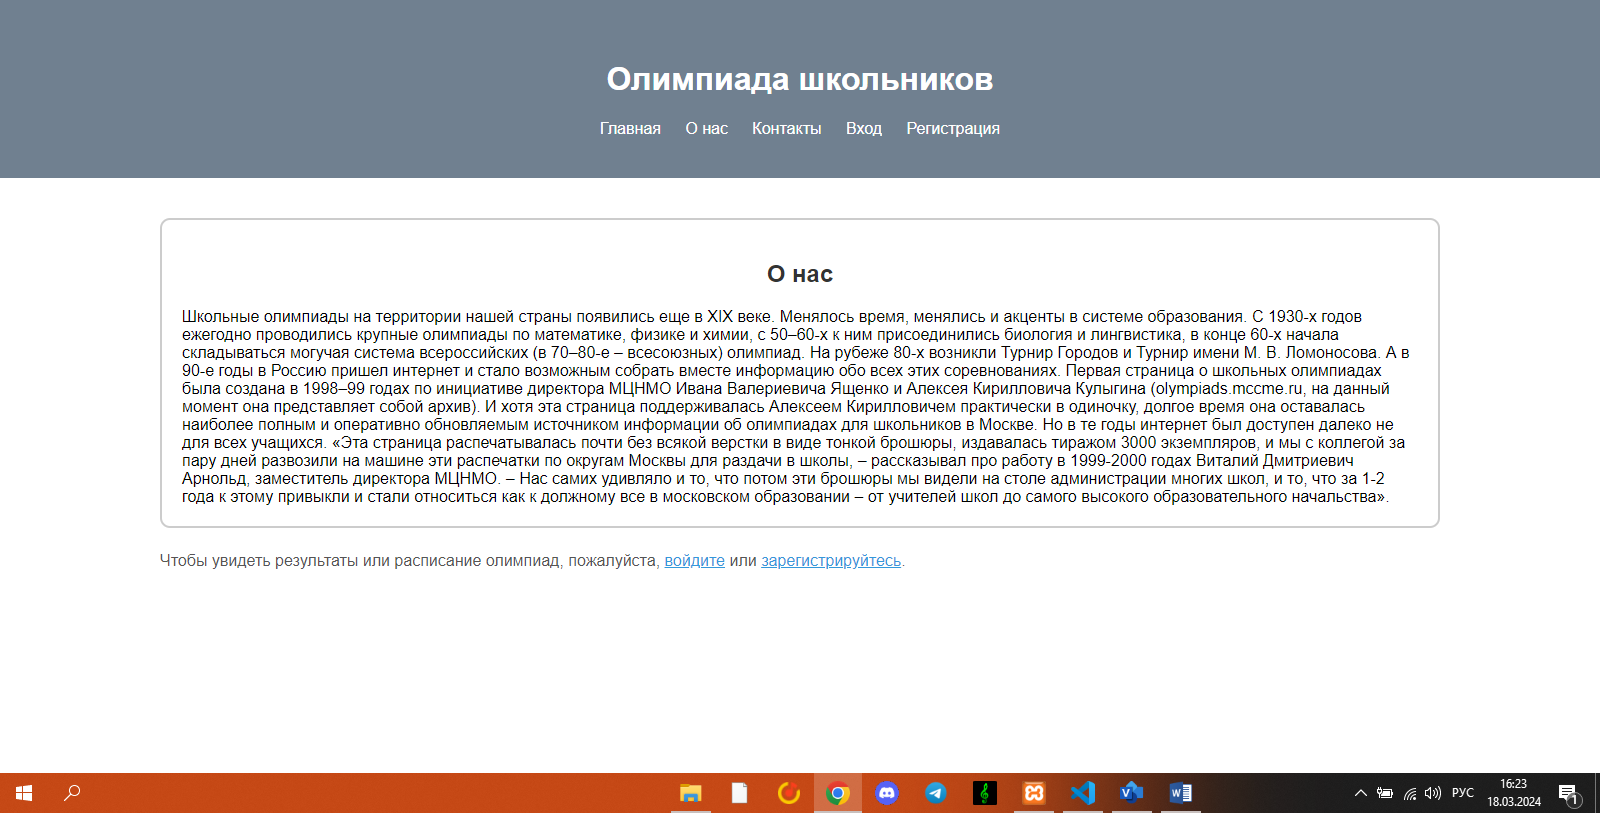 Олимпиада школьников
Главная О нас Контакты Вход Регистрация
О нас
Школьные олимпиады на территории нашей страны появились еще в XIX веке. Менялось время, менялись и акценты в системе образования. С 1930-х годов
ежегодно проводились крупные олимпиады по математике, физике и химии, с 50–60-х к ним присоединились биология и лингвистика, в конце 60-х начала
складываться могучая система всероссийских (в 70–80-е – всесоюзных) олимпиад. На рубеже 80-х возникли Турнир Городов и Турнир имени М. В. Ломоносова. А в
90-е годы в Россию пришел интернет и стало возможным собрать вместе информацию обо всех этих соревнованиях. Первая страница о школьных олимпиадах
была создана в 1998–99 годах по инициативе директора МЦНМО Ивана Валериевича Ященко и Алексея Кирилловича Кулыгина (olympiads.mccme.ru, на данный
момент она представляет собой архив). И хотя эта страница поддерживалась Алексеем Кирилловичем практически в одиночку, долгое время она оставалась
наиболее полным и оперативно обновляемым источником информации об олимпиадах для школьников в Москве. Но в те годы интернет был доступен далеко не
для всех учащихся. «Эта страница распечатывалась почти без всякой верстки в виде тонкой брошюры, издавалась тиражом 3000 экземпляров, и мы с коллегой за
пару дней развозили на машине эти распечатки по округам Москвы для раздачи в школы, – рассказывал про работу в 1999-2000 годах Виталий Дмитриевич
Арнольд, заместитель директора МЦНМО. – Нас самих удивляло и то, что потом эти брошюры мы видели на столе администрации многих школ, и то, что за 1-2
года к этому привыкли и стали относиться как к должному все в московском образовании – от учителей школ до самого высокого образовательного начальства».
Чтобы увидеть результаты или расписание олимпиад, пожалуйста, войдите или зарегистрируйтесь.
РУС
16:23
18.03.2024
1